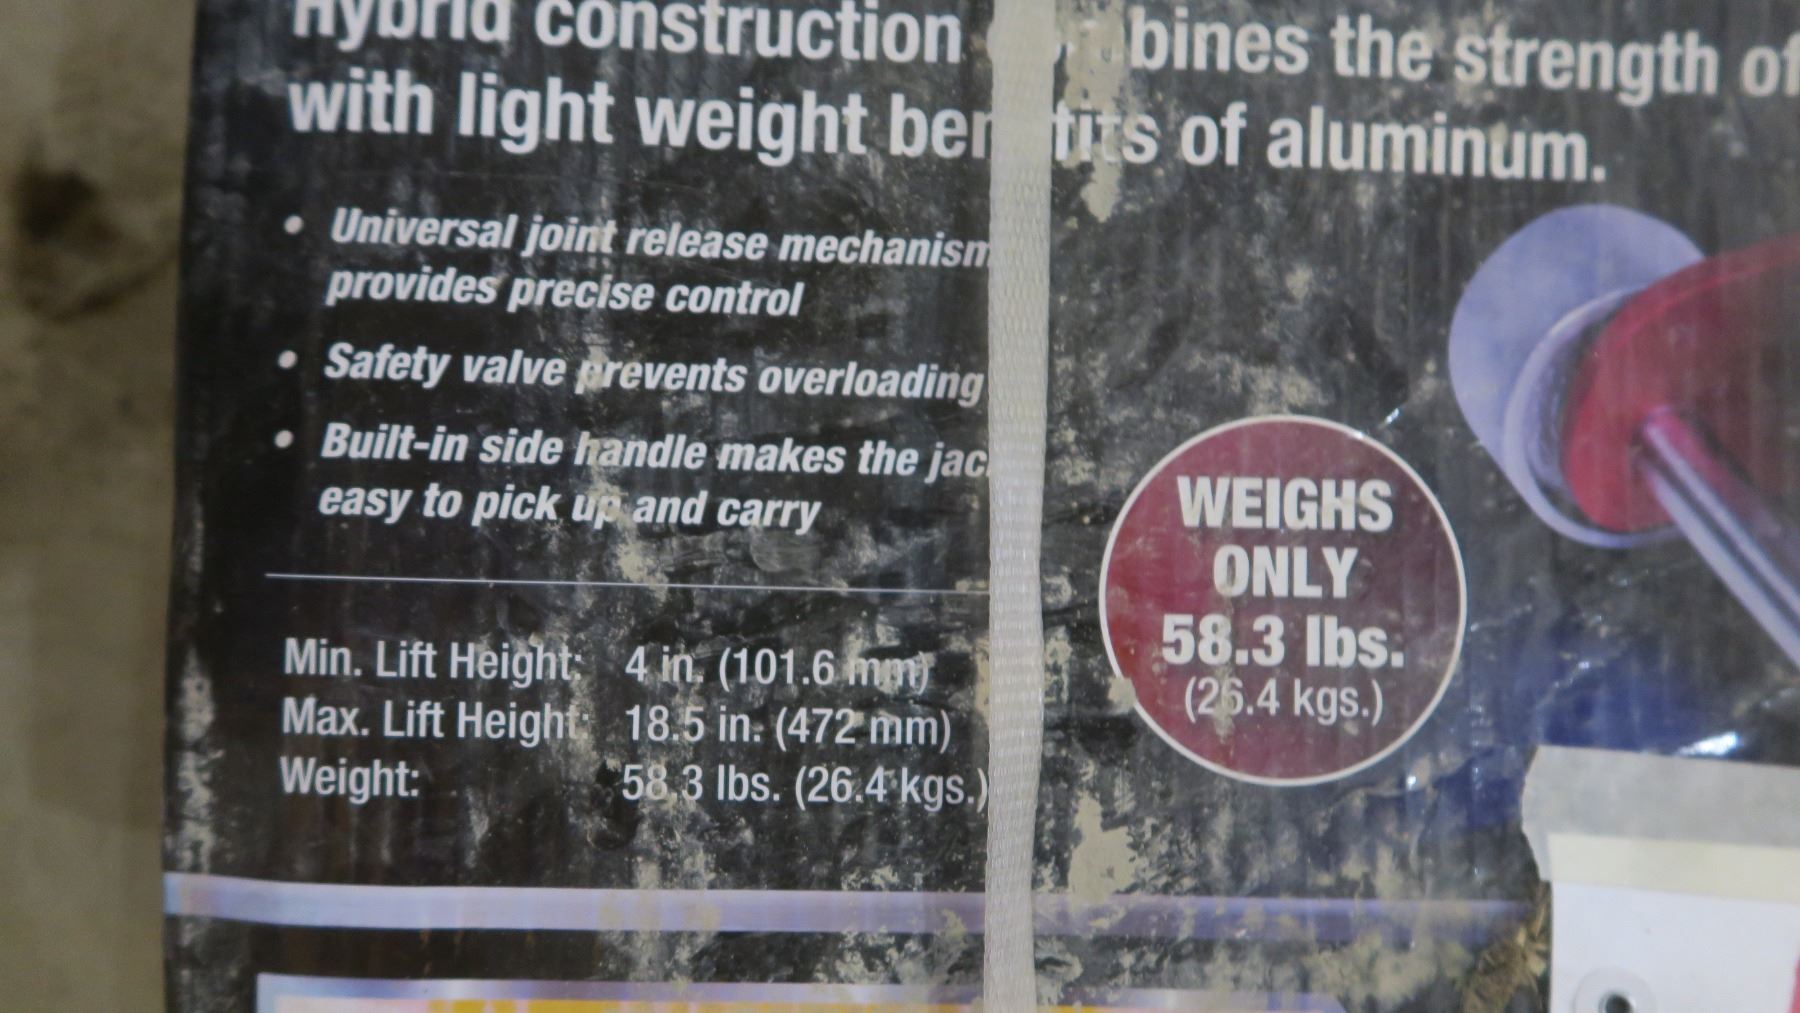 Hybrid construction bines the strength of
with light weight benefits of aluminum.
• Universal joint release mechanism
provides precise control
• Safety valve prevents overloading
• Built-in side handle makes the jac
easy to pick up and carry
WEIGHS
ONLY
58.3 lbs.
(26.4 kgs.)
Min. Lift Height: 4 in. (101.6 mm)
Max. Lift Height: 18.5 in. (472 mm)
Weight: 58.3 lbs. (26.4 kgs.)